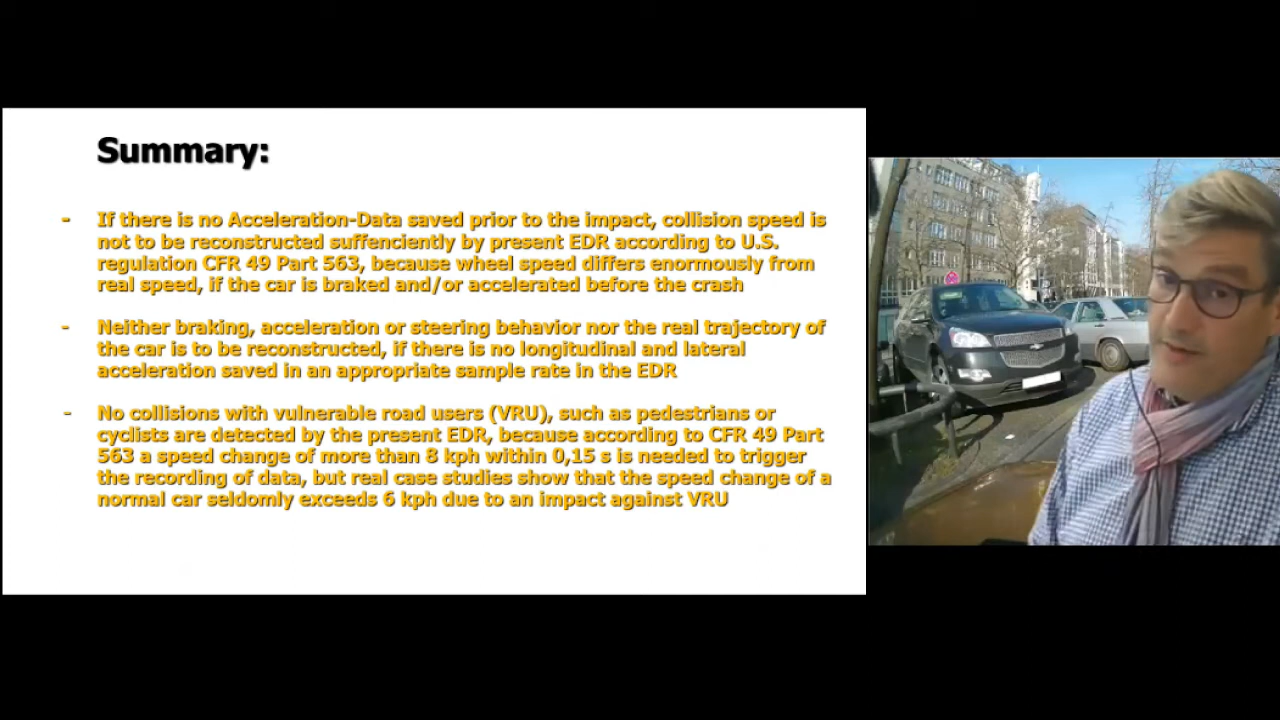 Summary:
- If there is no Acceleration-Data saved prior to the impact, collision speed is
not to be reconstructed suffenciently by present EDR according to U.S.
regulation CFR 49 Part 563, because wheel speed differs enormously from
real speed, if the car is braked and/or accelerated before the crash
- Neither braking, acceleration or steering behavior nor the real trajectory of
the car is to be reconstructed, if there is no longitudinal and lateral
acceleration saved in an appropriate sample rate in the EDR
- No collisions with vulnerable road users (VRU), such as pedestrians or
cyclists are detected by the present EDR, because according to CFR 49 Part
563 a speed change of more than 8 kph within 0,15 s is needed to trigger
the recording of data, but real case studies show that the speed change of a
normal car seldomly exceeds 6 kph due to an impact against VRU